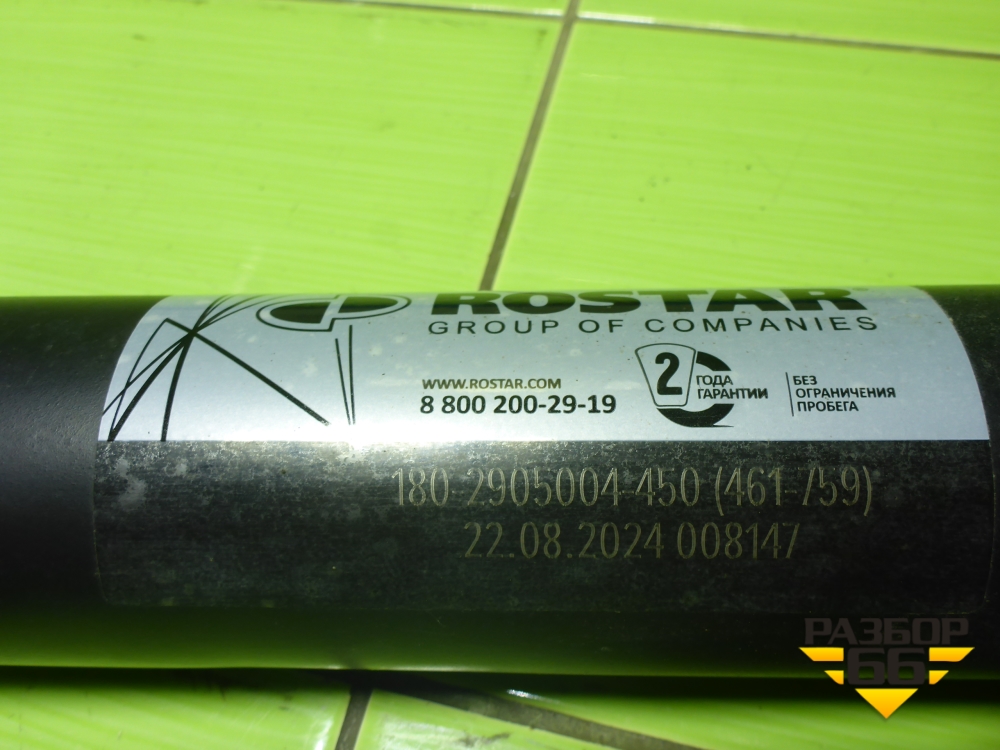 ROSTAR
GROUP OF COMPANIES
WWW.ROSTAR.COM
8 800 200-29-19
2
ГОДА
ГАРАНТИИ
БЕЗ
ОГРАНИЧЕНИЯ
ПРОБЕГА
180-2905004-450 (461-759)
22.08.2024 008147
РАЗБОР
66